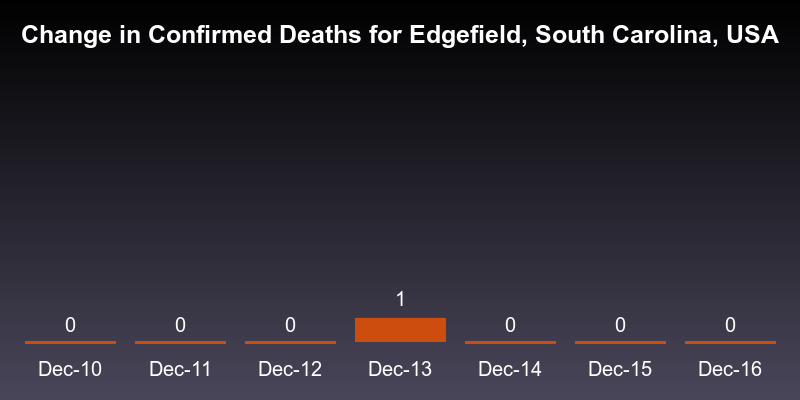 Change in Confirmed Deaths for Edgefield, South Carolina, USA
1
0 0 0 0 0 0
Dec-10 Dec-11 Dec-12 Dec-13 Dec-14 Dec-15 Dec-16